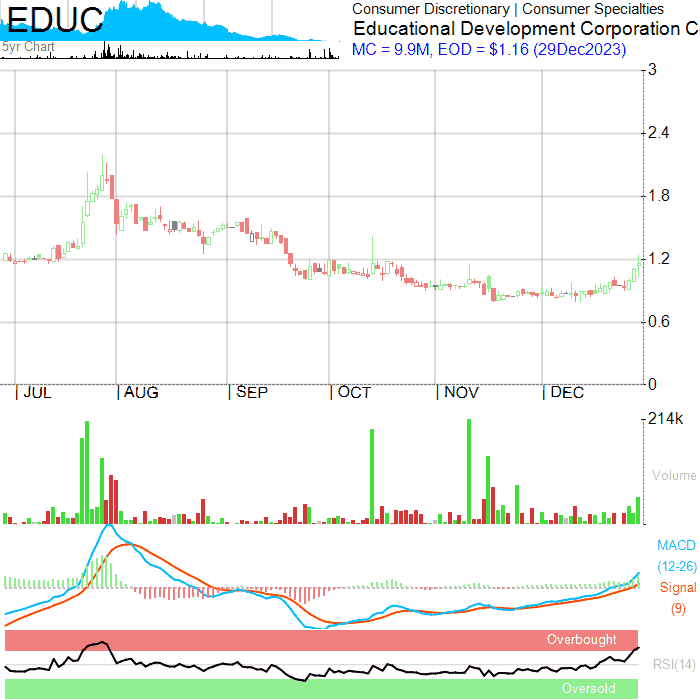 EDUC
5yr Chart
Consumer Discretionary | Consumer Specialties
Educational Development Corporation C
MC = 9.9M, EOD = $1.16 (29Dec2023)
3
2.4
1.8
1.2
0.6
0
JUL AUG SEP OCT NOV DEC
214k
Volume
MACD
(12-26)
Signal
(9)
Overbought
RSI(14)
Oversold